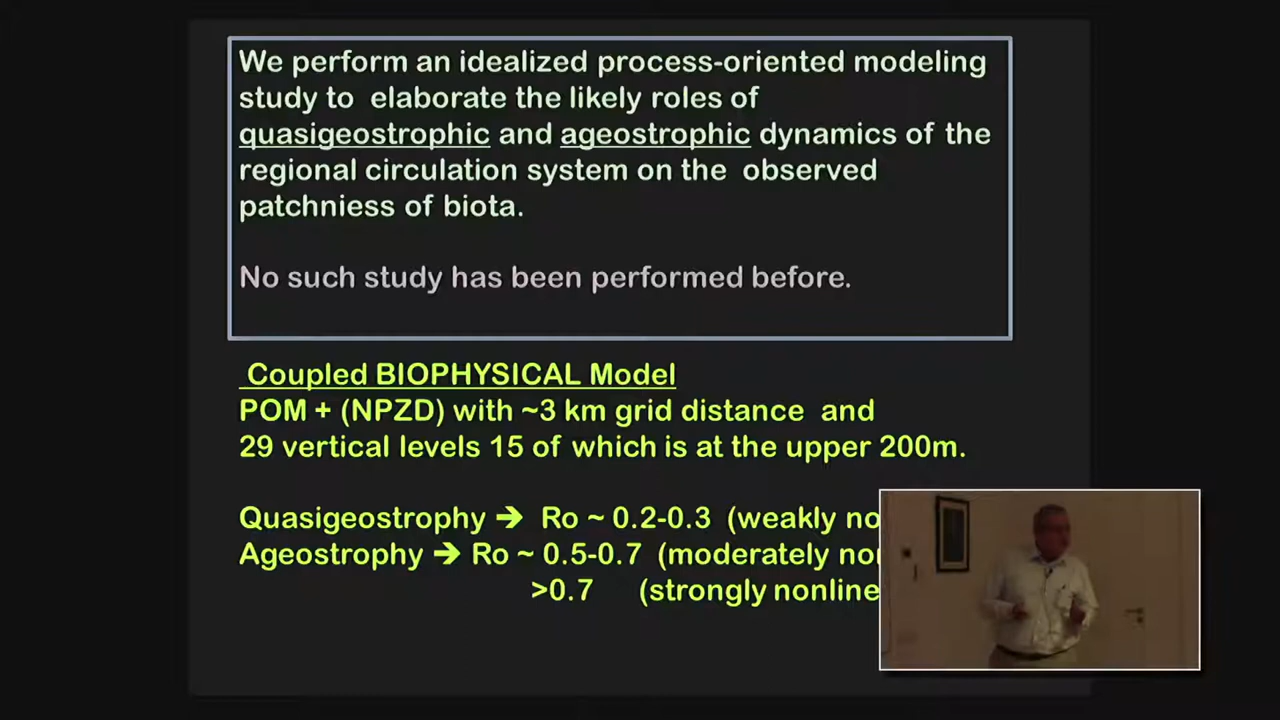 We perform an idealized process-oriented modeling
study to elaborate the likely roles of
quasigeostrophic and ageostrophic dynamics of the
regional circulation system on the observed
patchniess of biota.
No such study has been performed before.
Coupled BIOPHYSICAL Model
POM + (NPZD) with ~3 km grid distance and
29 vertical levels 15 of which is at the upper 200m.
Quasigeostrophy ➔ Ro ~ 0.2-0.3 (weakly no
Ageostrophy ➔ Ro ~ 0.5-0.7 (moderately no
>0.7 (strongly nonline